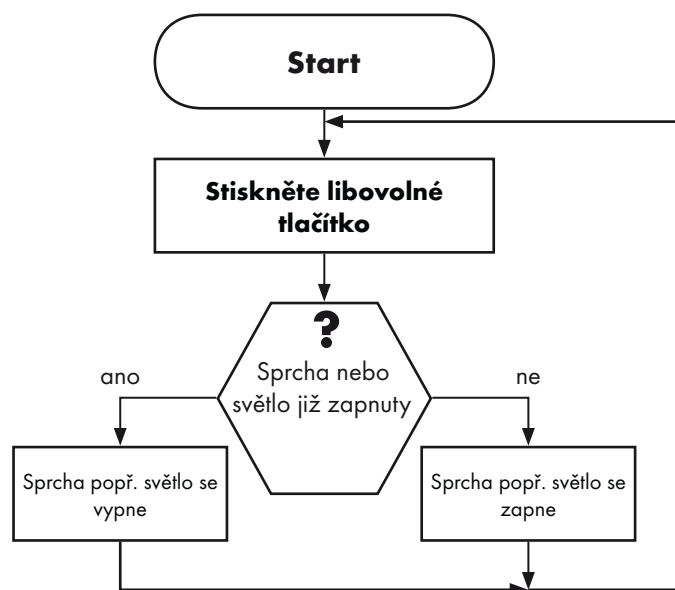 Start
Stiskněte libovolné
tlačítko
?
Sprcha nebo
světlo již zapnuty
ano
ne
Sprcha popř. světlo se
vypne
Sprcha popř. světlo se
zapne